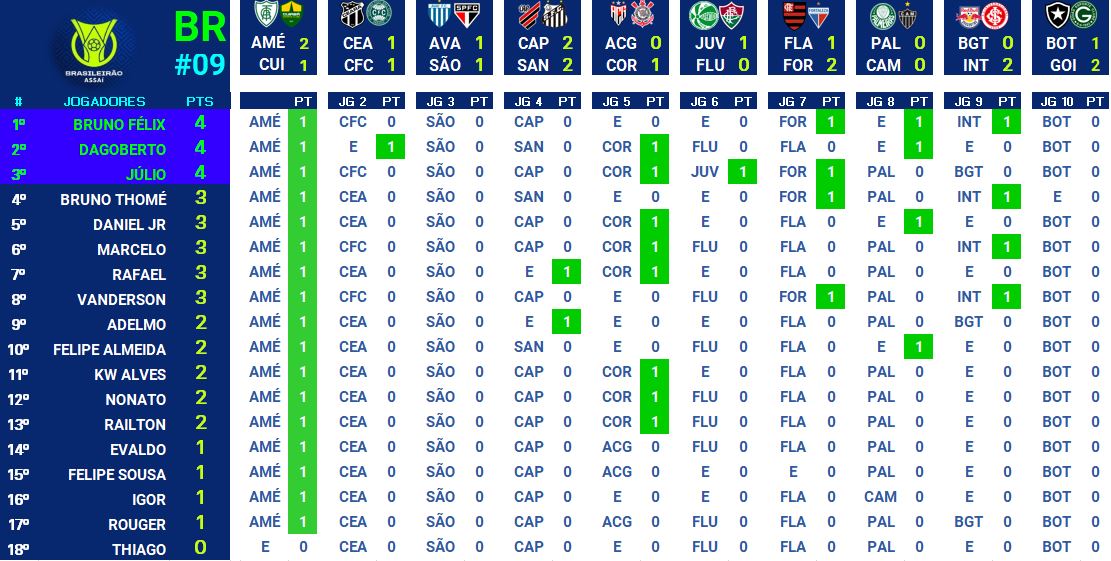 BR
#09
BRASILEIRÃO
ASSAÍ
FORTALEZA
AMÉ 2 CEA 1 AVA 1 CAP 2 ACG 0 JUV 1 FLA 1 PAL 0 BGT 0 BOT 1
CUI 1 CFC 1 SÃO 1 SAN 2 COR 1 FLU 0 FOR 2 CAM 0 INT 2 GOI 2
# JOGADORES PTS PT JG 2 PT JG 3 PT JG 4 PT JG 5 PT JG 6 PT JG 7 PT JG 8 PT JG 9 PT JG 10 PT
1º BRUNO FÉLIX 4 AMÉ 1 CFC 0 SÃO 0 CAP 0 E 0 E 0 FOR 1 E 1 INT 1 BOT 0
2º DAGOBERTO 4 AMÉ 1 E 1 SÃO 0 SAN 0 COR 1 FLU 0 FLA 0 E 1 E 0 BOT 0
3º JÚLIO 4 AMÉ 1 CFC 0 SÃO 0 CAP 0 COR 1 JUV 1 FOR 1 PAL 0 BGT 0 BOT 0
4º BRUNO THOMÉ 3 AMÉ 1 CEA 0 SÃO 0 SAN 0 E 0 E 0 FOR 1 PAL 0 INT 1 E 0
5º DANIEL JR 3 AMÉ 1 CEA 0 SÃO 0 CAP 0 COR 1 E 0 FLA 0 E 1 E 0 BOT 0
6º MARCELO 3 AMÉ 1 CFC 0 SÃO 0 CAP 0 COR 1 FLU 0 FLA 0 PAL 0 INT 1 BOT 0
7º RAFAEL 3 AMÉ 1 CEA 0 SÃO 0 E 1 COR 1 E 0 FLA 0 PAL 0 E 0 BOT 0
8º VANDERSON 3 AMÉ 1 CFC 0 SÃO 0 CAP 0 E 0 FLU 0 FOR 1 PAL 0 INT 1 BOT 0
9º ADELMO 2 AMÉ 1 CEA 0 SÃO 0 E 1 E 0 E 0 FLA 0 PAL 0 BGT 0 BOT 0
10º FELIPE ALMEIDA 2 AMÉ 1 CEA 0 SÃO 0 SAN 0 E 0 FLU 0 FLA 0 E 1 E 0 BOT 0
11º KW ALVES 2 AMÉ 1 CEA 0 SÃO 0 CAP 0 COR 1 E 0 FLA 0 PAL 0 E 0 BOT 0
12º NONATO 2 AMÉ 1 CEA 0 SÃO 0 CAP 0 COR 1 FLU 0 FLA 0 PAL 0 E 0 BOT 0
13º RAILTON 2 AMÉ 1 CEA 0 SÃO 0 CAP 0 COR 1 FLU 0 FLA 0 PAL 0 E 0 BOT 0
14º EVALDO 1 AMÉ 1 CEA 0 SÃO 0 CAP 0 ACG 0 FLU 0 FLA 0 PAL 0 E 0 BOT 0
15º FELIPE SOUSA 1 AMÉ 1 CEA 0 SÃO 0 CAP 0 ACG 0 E 0 E 0 PAL 0 E 0 BOT 0
16º IGOR 1 AMÉ 1 CEA 0 SÃO 0 CAP 0 E 0 E 0 FLA 0 CAM 0 E 0 BOT 0
17º ROUGER 1 AMÉ 1 CEA 0 SÃO 0 CAP 0 ACG 0 FLU 0 FLA 0 PAL 0 BGT 0 BOT 0
18º THIAGO 0 E 0 CEA 0 SÃO 0 CAP 0 E 0 FLU 0 FLA 0 PAL 0 E 0 BOT 0